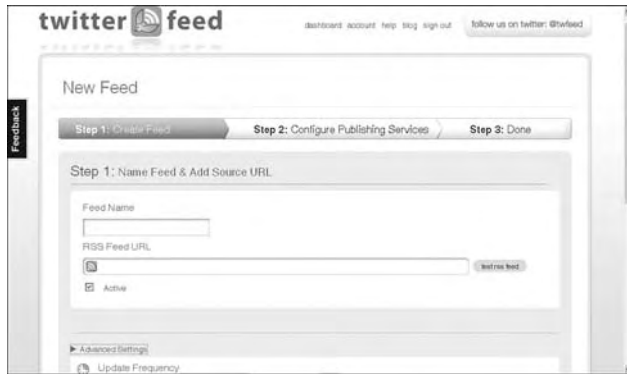 twitter feed
dashboard account help blog sign out
follow us on twitter: @twfeed
New Feed
Feedback
Step 1: Create Feed
Step 2: Configure Publishing Services
Step 3: Done
Step 1: Name Feed & Add Source URL
Feed Name
RSS Feed URL
test rss feed
Active
Advanced Settings
Update Frequency